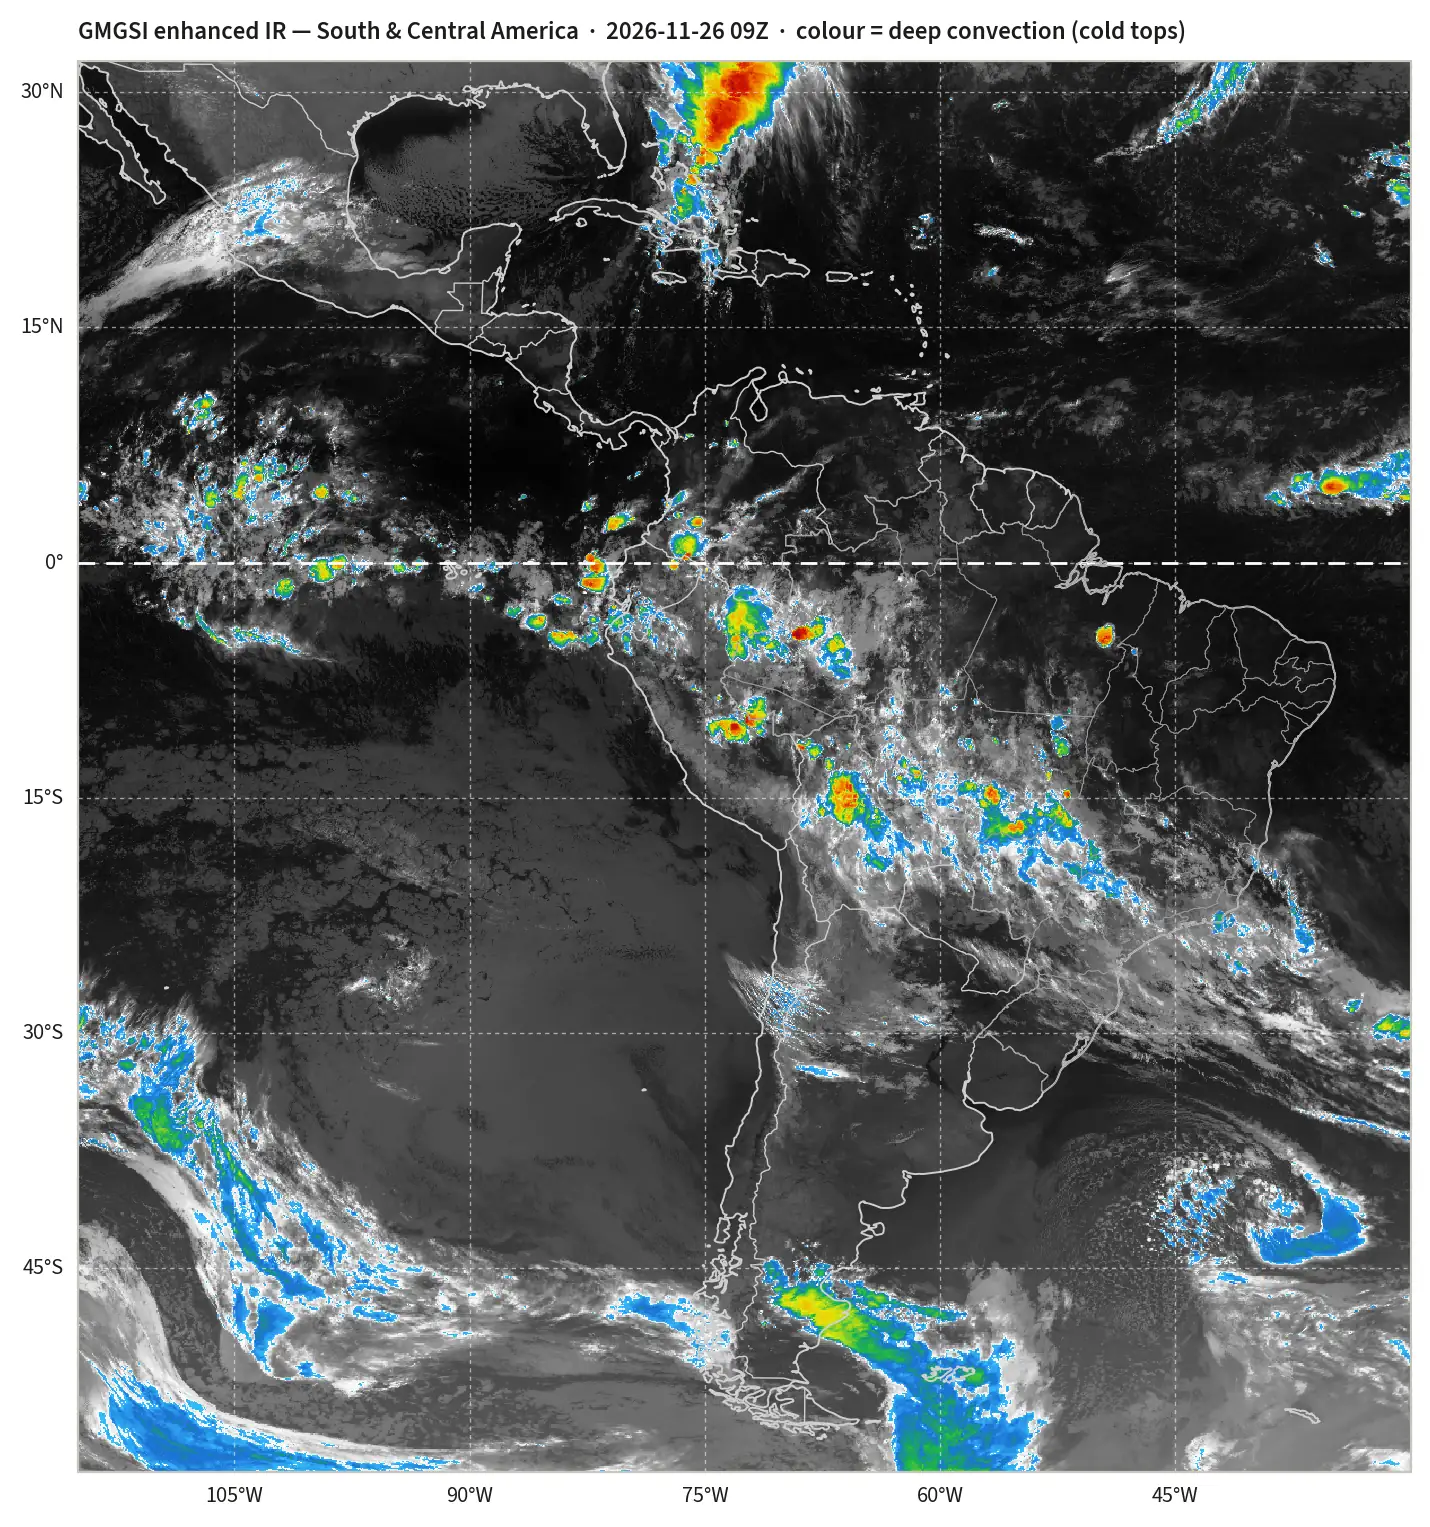 GMGSI enhanced IR — South & Central America · 2026-11-26 09Z · colour = deep convection (cold tops)
30°N
15°N
0°
15°S
30°S
45°S
105°W 90°W 75°W 60°W 45°W